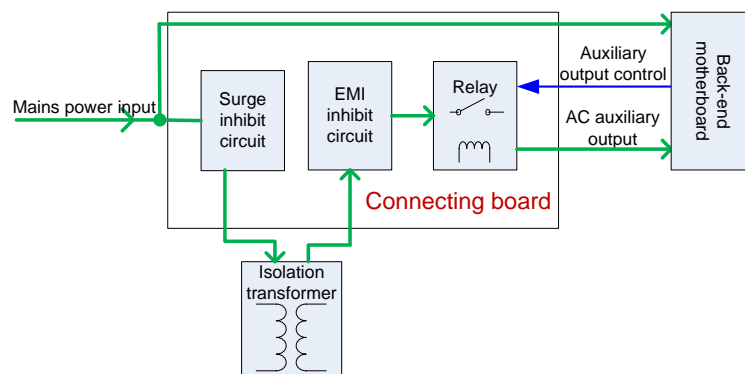 Mains power input
Surge
inhibit
circuit
EMI
inhibit
circuit
Relay
Auxiliary
output control
AC auxiliary
output
Back-end
motherboard
Connecting board
Isolation
transformer